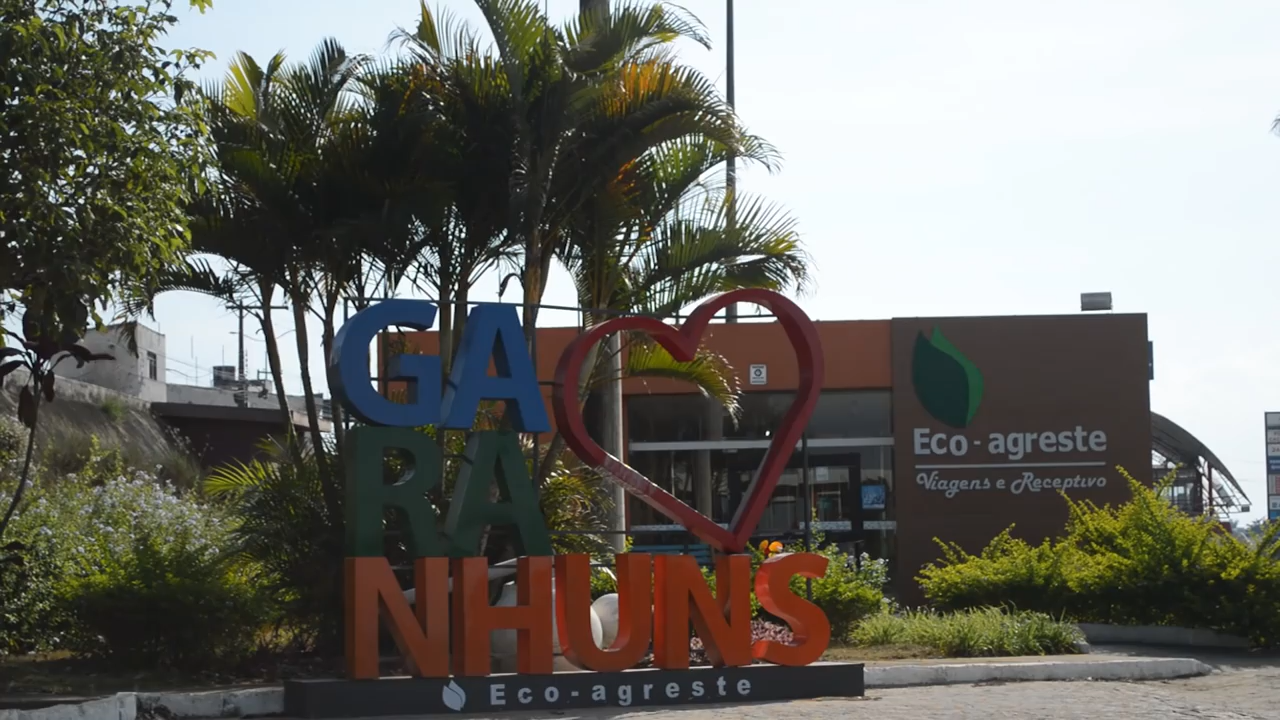 GA
RA
NHUNS
Eco-agreste
Eco-agreste
Viagens e Receptivo